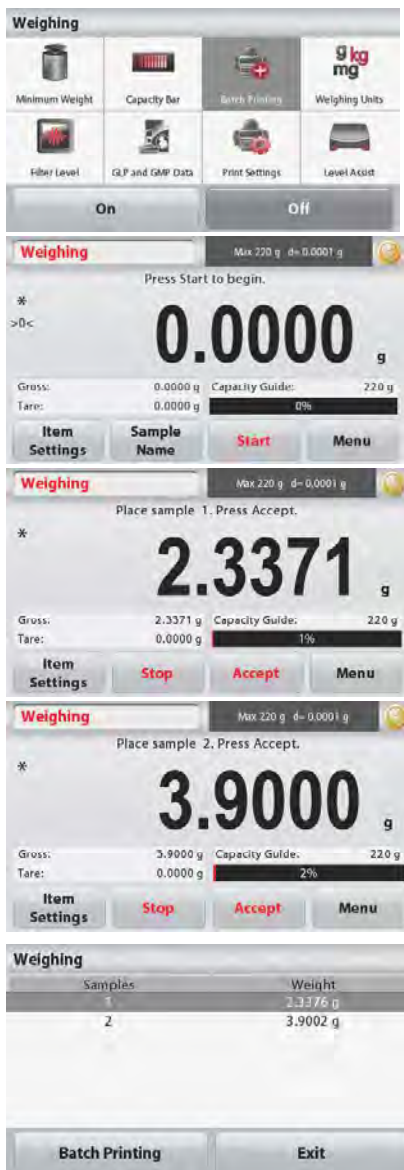 Weighing
g kg
mg
Minimum Weight Capacity Bar Batch Printing Weighing Units
Filter Level GLP and GMP Data Print Settings Level Assist
On Off
Weighing Max 220 g d=0.0001 g
Press Start to begin.
*
>0<
0.0000 g
Gross: 0.0000 g Capacity Guide: 220 g
Tare: 0.0000 g 0%
Item Settings Sample Name Start Menu
Weighing Max 220 g d=0.0001 g
Place sample 1. Press Accept.
*
2.3371 g
Gross: 2.3371 g Capacity Guide: 220 g
Tare: 0.0000 g 1%
Item Settings Stop Accept Menu
Weighing Max 220 g d=0.0001 g
Place sample 2. Press Accept.
*
3.9000 g
Gross: 3.9000 g Capacity Guide: 220 g
Tare: 0.0000 g 2%
Item Settings Stop Accept Menu
Weighing
Samples Weight
1 2.3376 g
2 3.9002 g
Batch Printing Exit